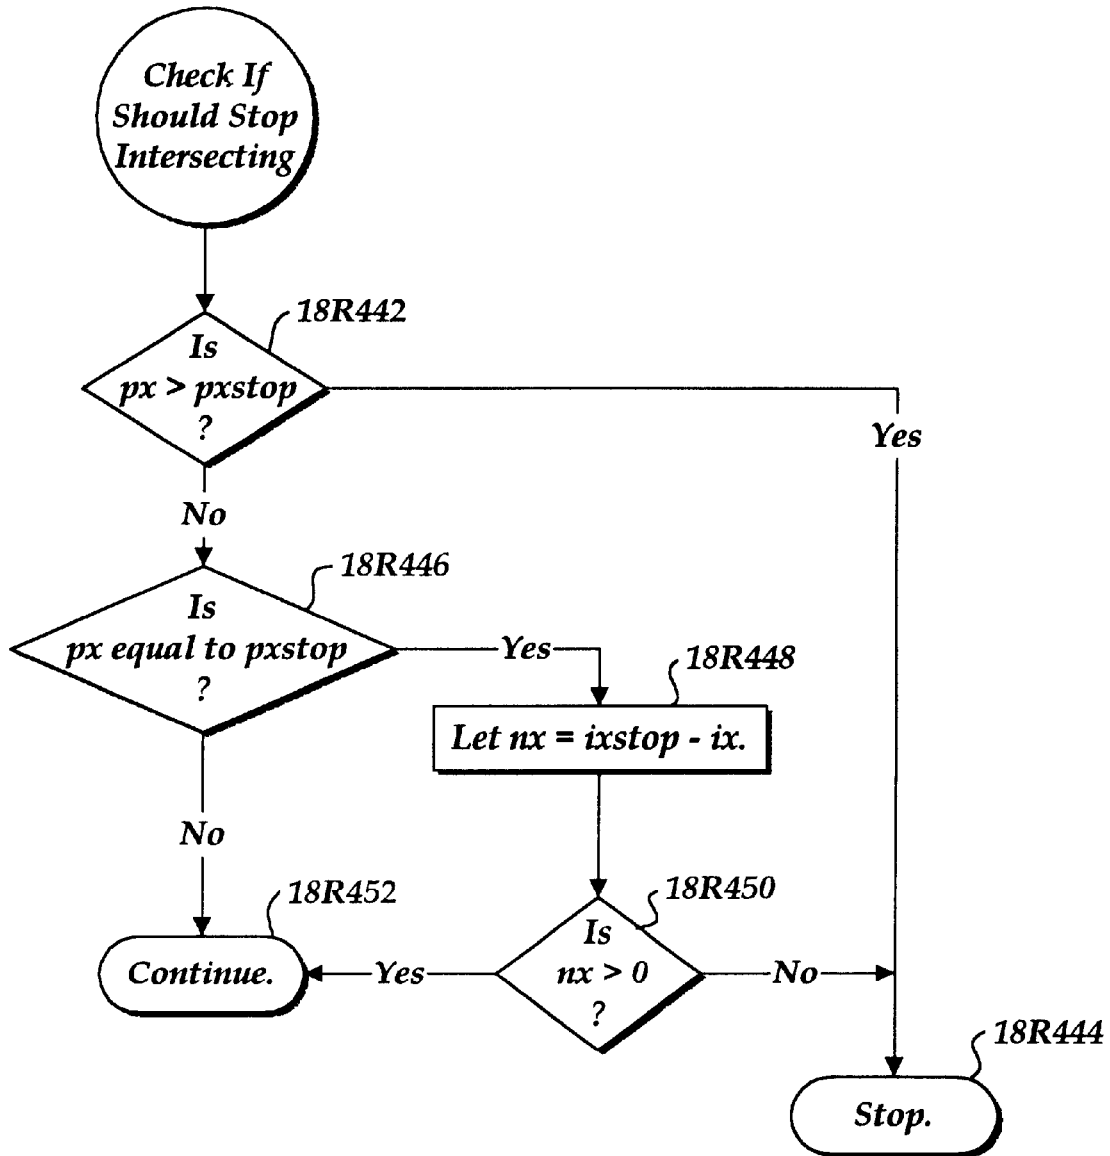 Check If
Should Stop
Intersecting
18R442
Is
px > pxstop
?
Yes
No
18R446
Is
px equal to pxstop
?
Yes
18R448
Let nx = ixstop - ix.
No
18R452
18R450
Is
nx > 0
?
Continue.
Yes
No
18R444
Stop.